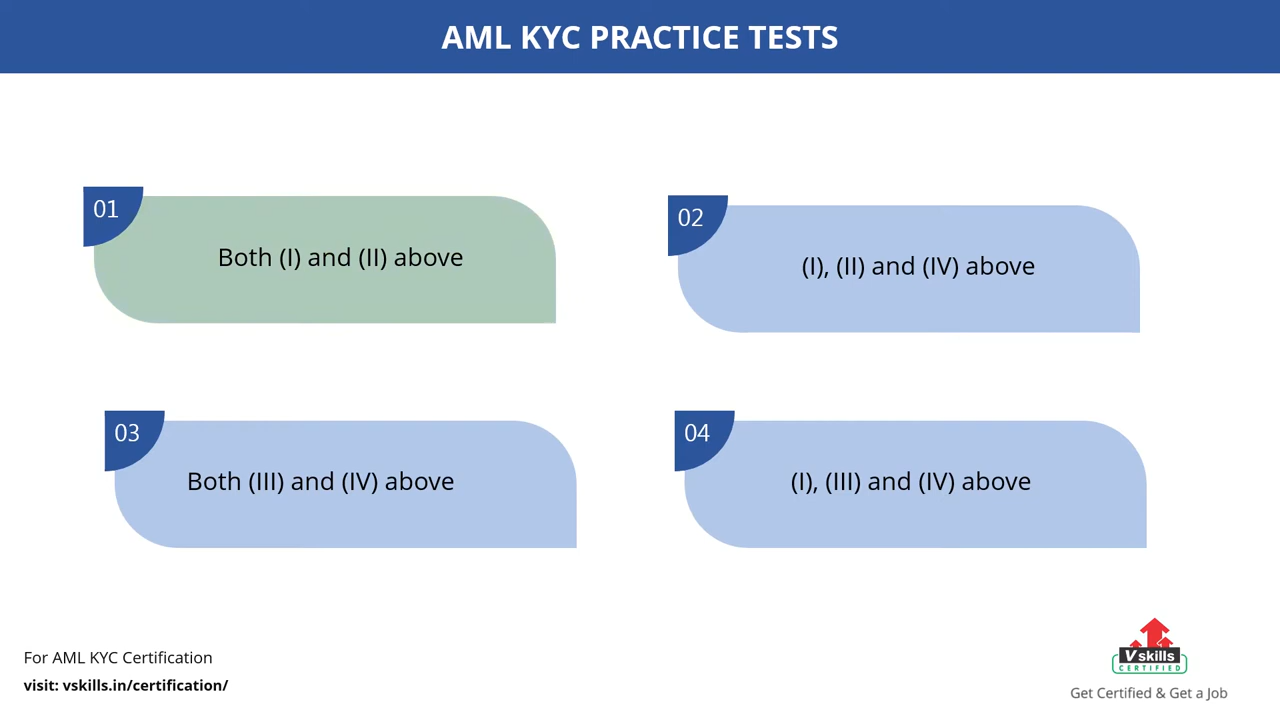 AML KYC PRACTICE TESTS
01
Both (I) and (II) above
02
(I), (II) and (IV) above
03
Both (III) and (IV) above
04
(I), (III) and (IV) above
For AML KYC Certification
visit: vskills.in/certification/
Vskills
CERTIFIED
Get Certified & Get a Job